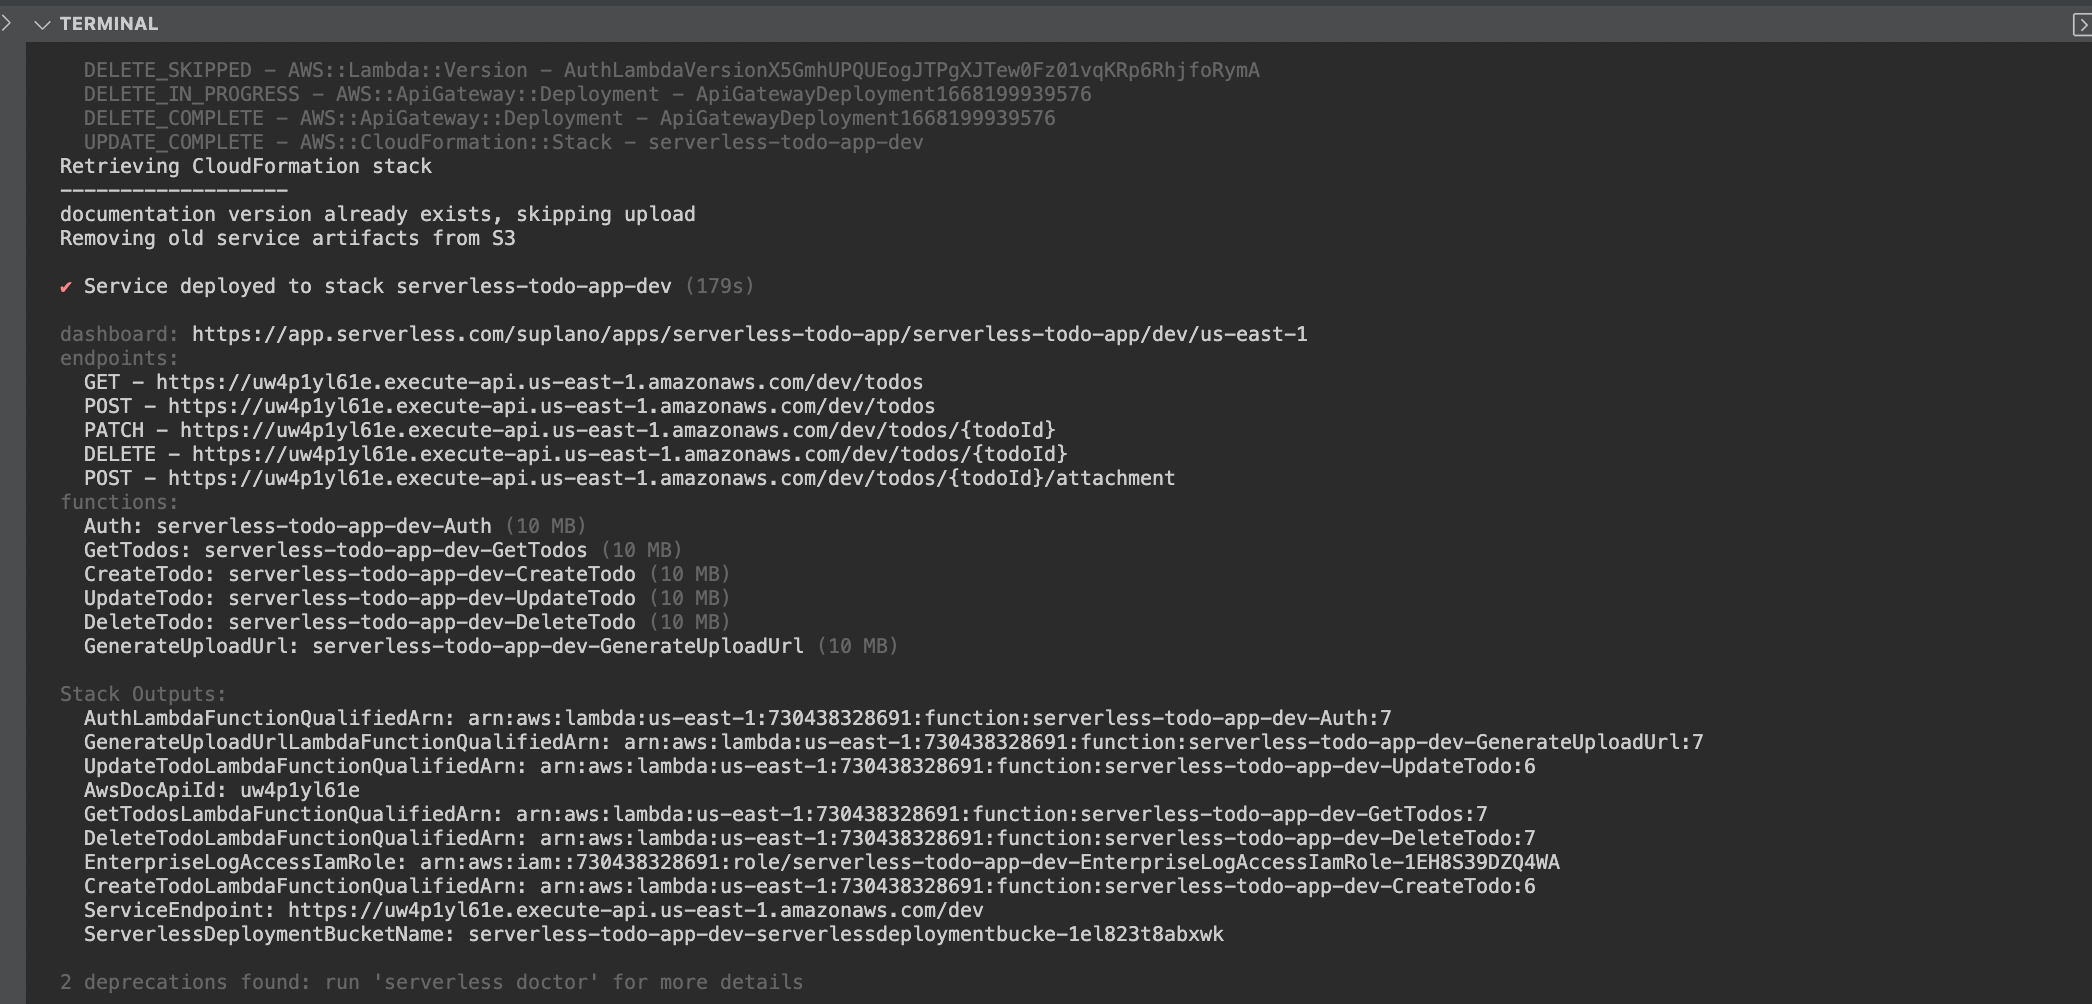 TERMINAL
DELETE_SKIPPED - AWS::Lambda::Version - AuthLambdaVersionX5GmhUPQUEogJTPgXJTew0Fz01vqKRp6RhjfoRymA
DELETE_IN_PROGRESS - AWS::ApiGateway::Deployment - ApiGatewayDeployment1668199939576
DELETE_COMPLETE - AWS::ApiGateway::Deployment - ApiGatewayDeployment1668199939576
UPDATE_COMPLETE - AWS::CloudFormation::Stack - serverless-todo-app-dev
Retrieving CloudFormation stack
-------------------
documentation version already exists, skipping upload
Removing old service artifacts from S3
✔ Service deployed to stack serverless-todo-app-dev (179s)
dashboard: https://app.serverless.com/suplano/apps/serverless-todo-app/serverless-todo-app/dev/us-east-1
endpoints:
GET - https://uw4p1yl61e.execute-api.us-east-1.amazonaws.com/dev/todos
POST - https://uw4p1yl61e.execute-api.us-east-1.amazonaws.com/dev/todos
PATCH - https://uw4p1yl61e.execute-api.us-east-1.amazonaws.com/dev/todos/{todoId}
DELETE - https://uw4p1yl61e.execute-api.us-east-1.amazonaws.com/dev/todos/{todoId}
POST - https://uw4p1yl61e.execute-api.us-east-1.amazonaws.com/dev/todos/{todoId}/attachment
functions:
Auth: serverless-todo-app-dev-Auth (10 MB)
GetTodos: serverless-todo-app-dev-GetTodos (10 MB)
CreateTodo: serverless-todo-app-dev-CreateTodo (10 MB)
UpdateTodo: serverless-todo-app-dev-UpdateTodo (10 MB)
DeleteTodo: serverless-todo-app-dev-DeleteTodo (10 MB)
GenerateUploadUrl: serverless-todo-app-dev-GenerateUploadUrl (10 MB)
Stack Outputs:
AuthLambdaFunctionQualifiedArn: arn:aws:lambda:us-east-1:730438328691:function:serverless-todo-app-dev-Auth:7
GenerateUploadUrlLambdaFunctionQualifiedArn: arn:aws:lambda:us-east-1:730438328691:function:serverless-todo-app-dev-GenerateUploadUrl:7
UpdateTodoLambdaFunctionQualifiedArn: arn:aws:lambda:us-east-1:730438328691:function:serverless-todo-app-dev-UpdateTodo:6
AwsDocApiId: uw4p1yl61e
GetTodosLambdaFunctionQualifiedArn: arn:aws:lambda:us-east-1:730438328691:function:serverless-todo-app-dev-GetTodos:7
DeleteTodoLambdaFunctionQualifiedArn: arn:aws:lambda:us-east-1:730438328691:function:serverless-todo-app-dev-DeleteTodo:7
EnterpriseLogAccessIamRole: arn:aws:iam::730438328691:role/serverless-todo-app-dev-EnterpriseLogAccessIamRole-1EH8S39DZQ4WA
CreateTodoLambdaFunctionQualifiedArn: arn:aws:lambda:us-east-1:730438328691:function:serverless-todo-app-dev-CreateTodo:6
ServiceEndpoint: https://uw4p1yl61e.execute-api.us-east-1.amazonaws.com/dev
ServerlessDeploymentBucketName: serverless-todo-app-dev-serverlessdeploymentbucke-1el823t8abxwk
2 deprecations found: run 'serverless doctor' for more details